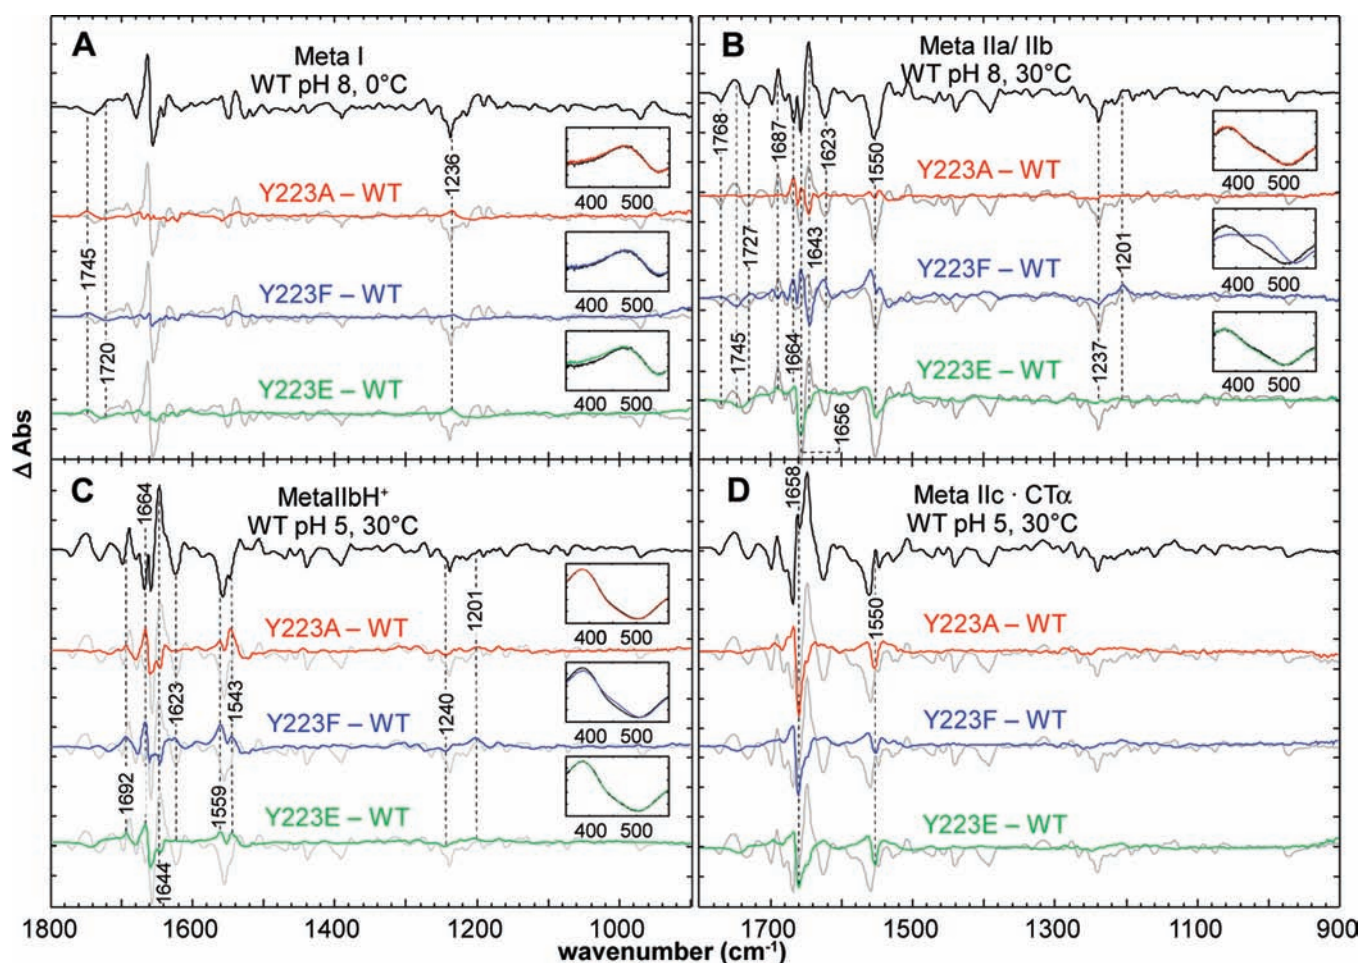 A
Meta I
WT pH 8, 0°C
1236
400 500
Y223A – WT
1745
Y223F – WT
400 500
1720
Y223E – WT
400 500
B
Meta IIa/ IIb
WT pH 8, 30°C
1768
1687
1623
1550
400 500
Y223A – WT
1727
1643
1201
Y223F – WT
400 500
1745
1664
1237
Y223E – WT
400 500
1656
Δ Abs
C
MetaIIbH⁺
WT pH 5, 30°C
1664
1201
400 500
Y223A – WT
1623
1543
1240
Y223F – WT
400 500
1692
1559
Y223E – WT
400 500
1644
D
Meta IIc · CTα
WT pH 5, 30°C
1658
1550
Y223A – WT
Y223F – WT
Y223E – WT
1800 1600 1400 1200 1000
1700 1500 1300 1100 900
wavenumber (cm⁻¹)